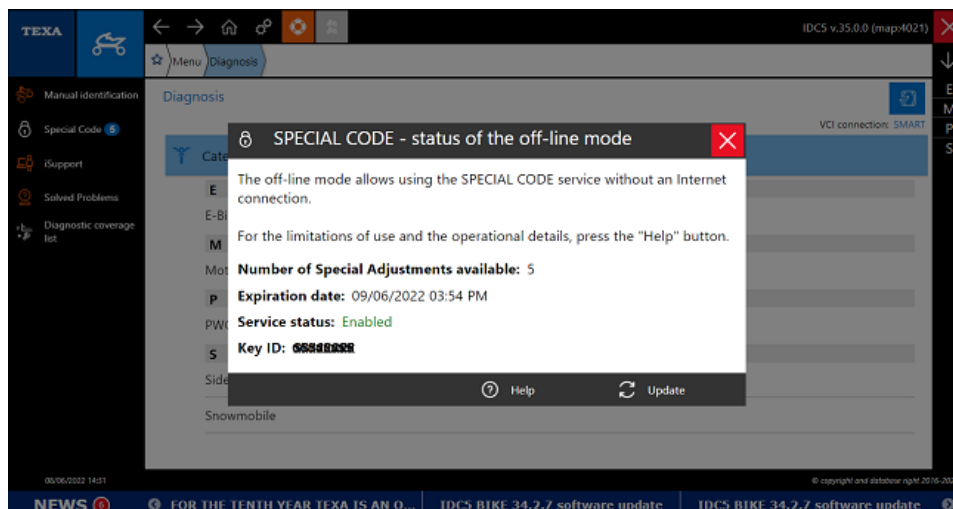 TEXA
IDC5 v.35.0.0 (map:4021)
Menu Diagnosis
Manual identification
Special Code 5
iSupport
Solved Problems
Diagnostic coverage
list
Diagnosis
VCI connection: SMART
SPECIAL CODE - status of the off-line mode
The off-line mode allows using the SPECIAL CODE service without an Internet
connection.
For the limitations of use and the operational details, press the "Help" button.
Number of Special Adjustments available: 5
Expiration date: 09/06/2022 03:54 PM
Service status: Enabled
Key ID:
Help Update
Cate
E
E-Bi
M
Mot
P
PWC
S
Side
Snowmobile
E
M
P
S
08/06/2022 14:31
© copyright and database right 2016-202
NEWS 6 FOR THE TENTH YEAR TEXA IS AN O... IDC5 BIKE 34.2.7 software update IDC5 BIKE 34.2.7 software update